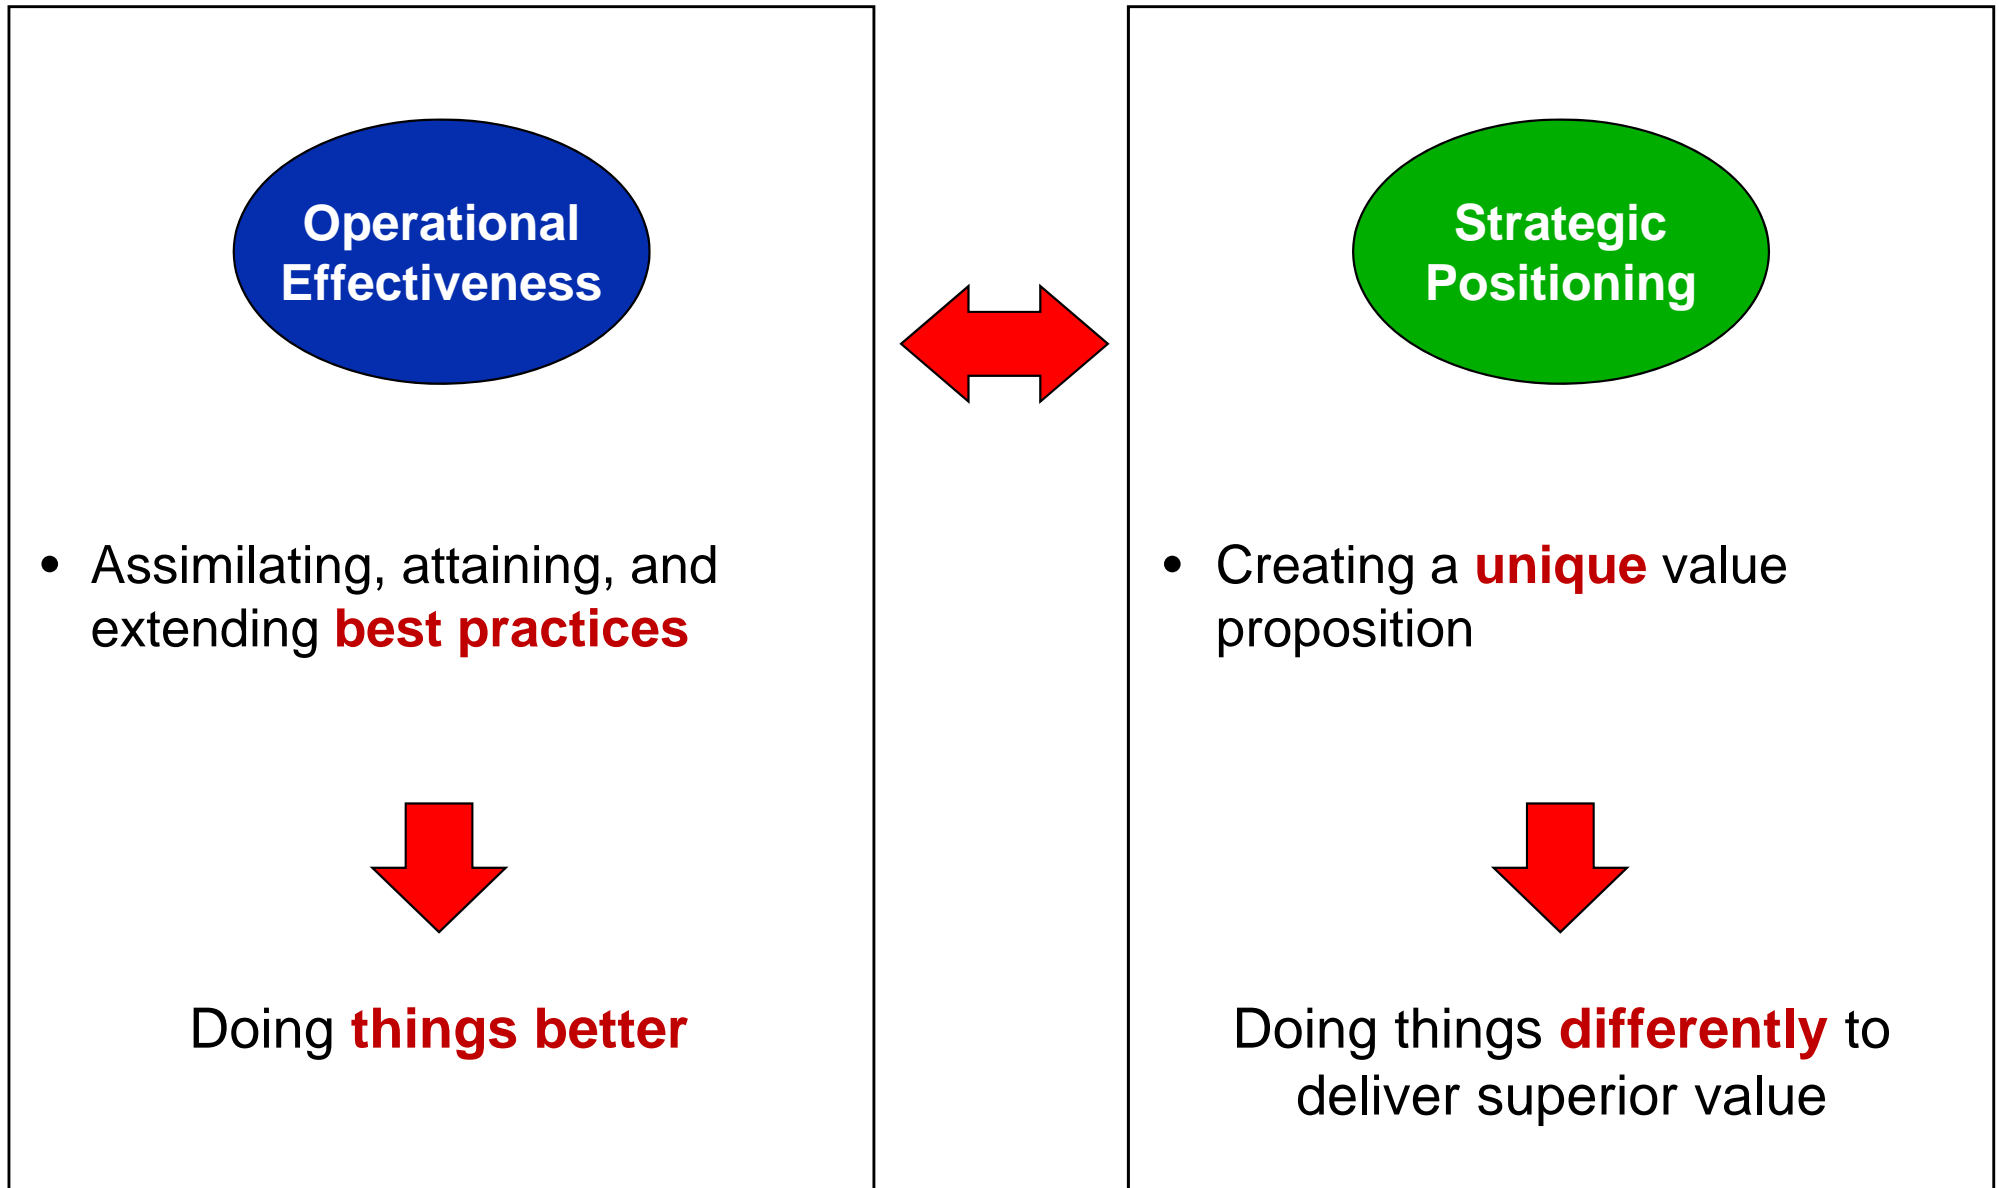 Operational
Effectiveness
• Assimilating, attaining, and
extending best practices
Doing things better
Strategic
Positioning
• Creating a unique value
proposition
Doing things differently to
deliver superior value